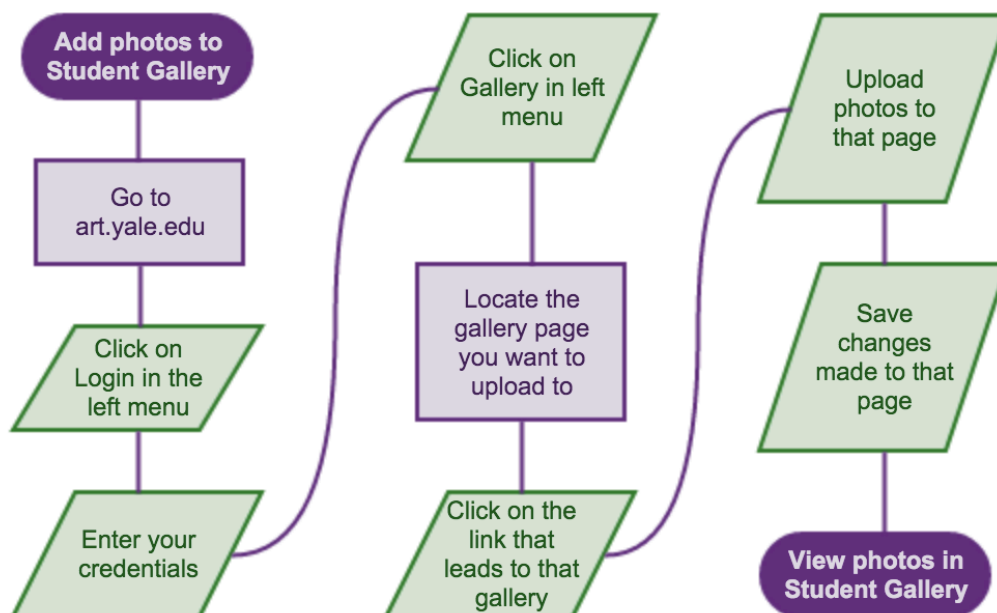 Add photos to
Student Gallery
Go to
art.yale.edu
Click on
Login in the
left menu
Enter your
credentials
Click on
Gallery in left
menu
Locate the
gallery page
you want to
upload to
Click on the
link that
leads to that
gallery
Upload
photos to
that page
Save
changes
made to that
page
View photos in
Student Gallery